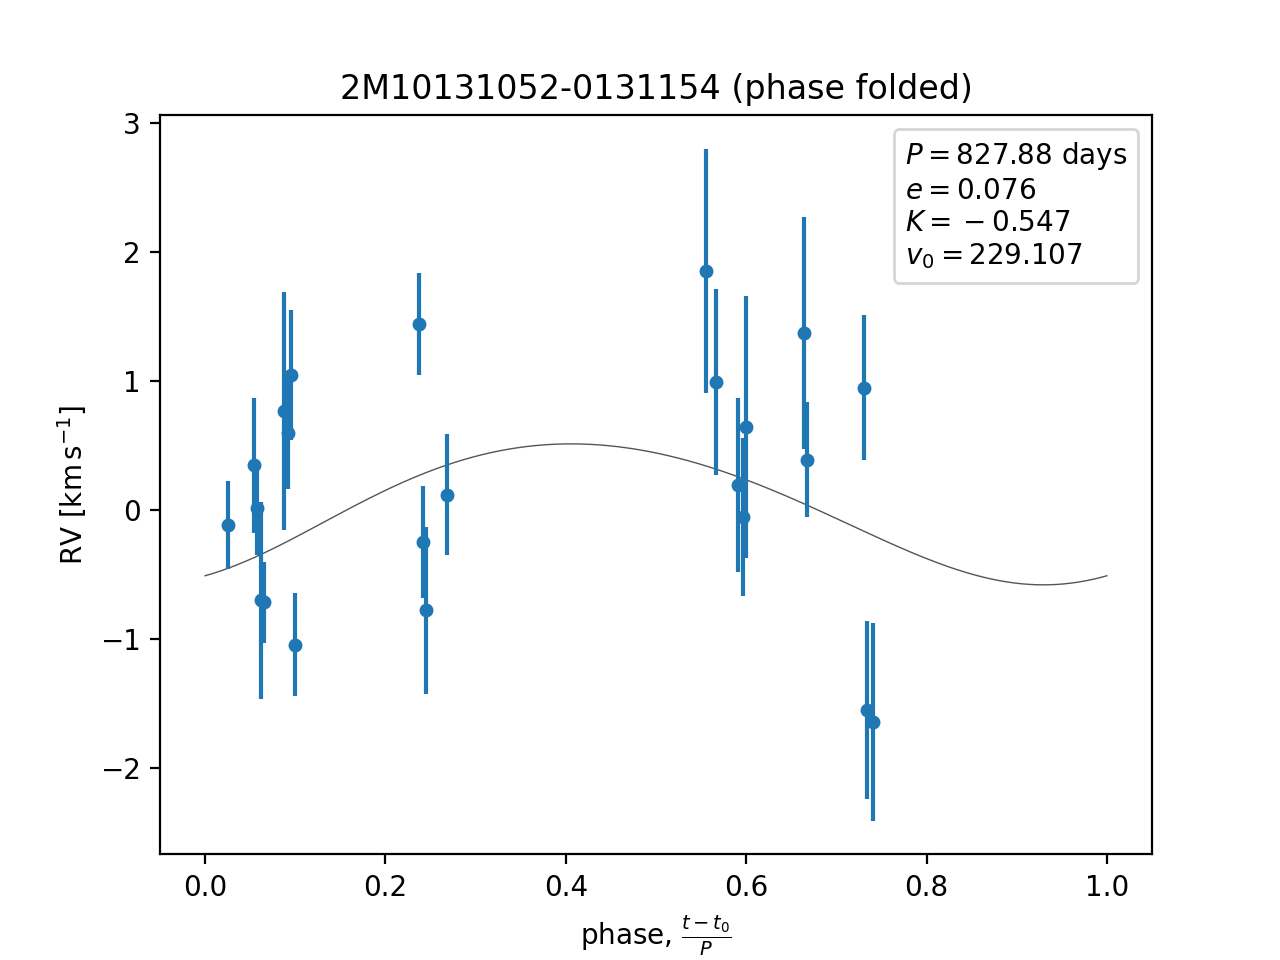 2M10131052-0131154 (phase folded)
P = 827.88 days
e = 0.076
K = −0.547
v₀ = 229.107
3
2
1
0
−1
−2
RV [km s⁻¹]
0.0 0.2 0.4 0.6 0.8 1.0
phase, (t − t₀)/P